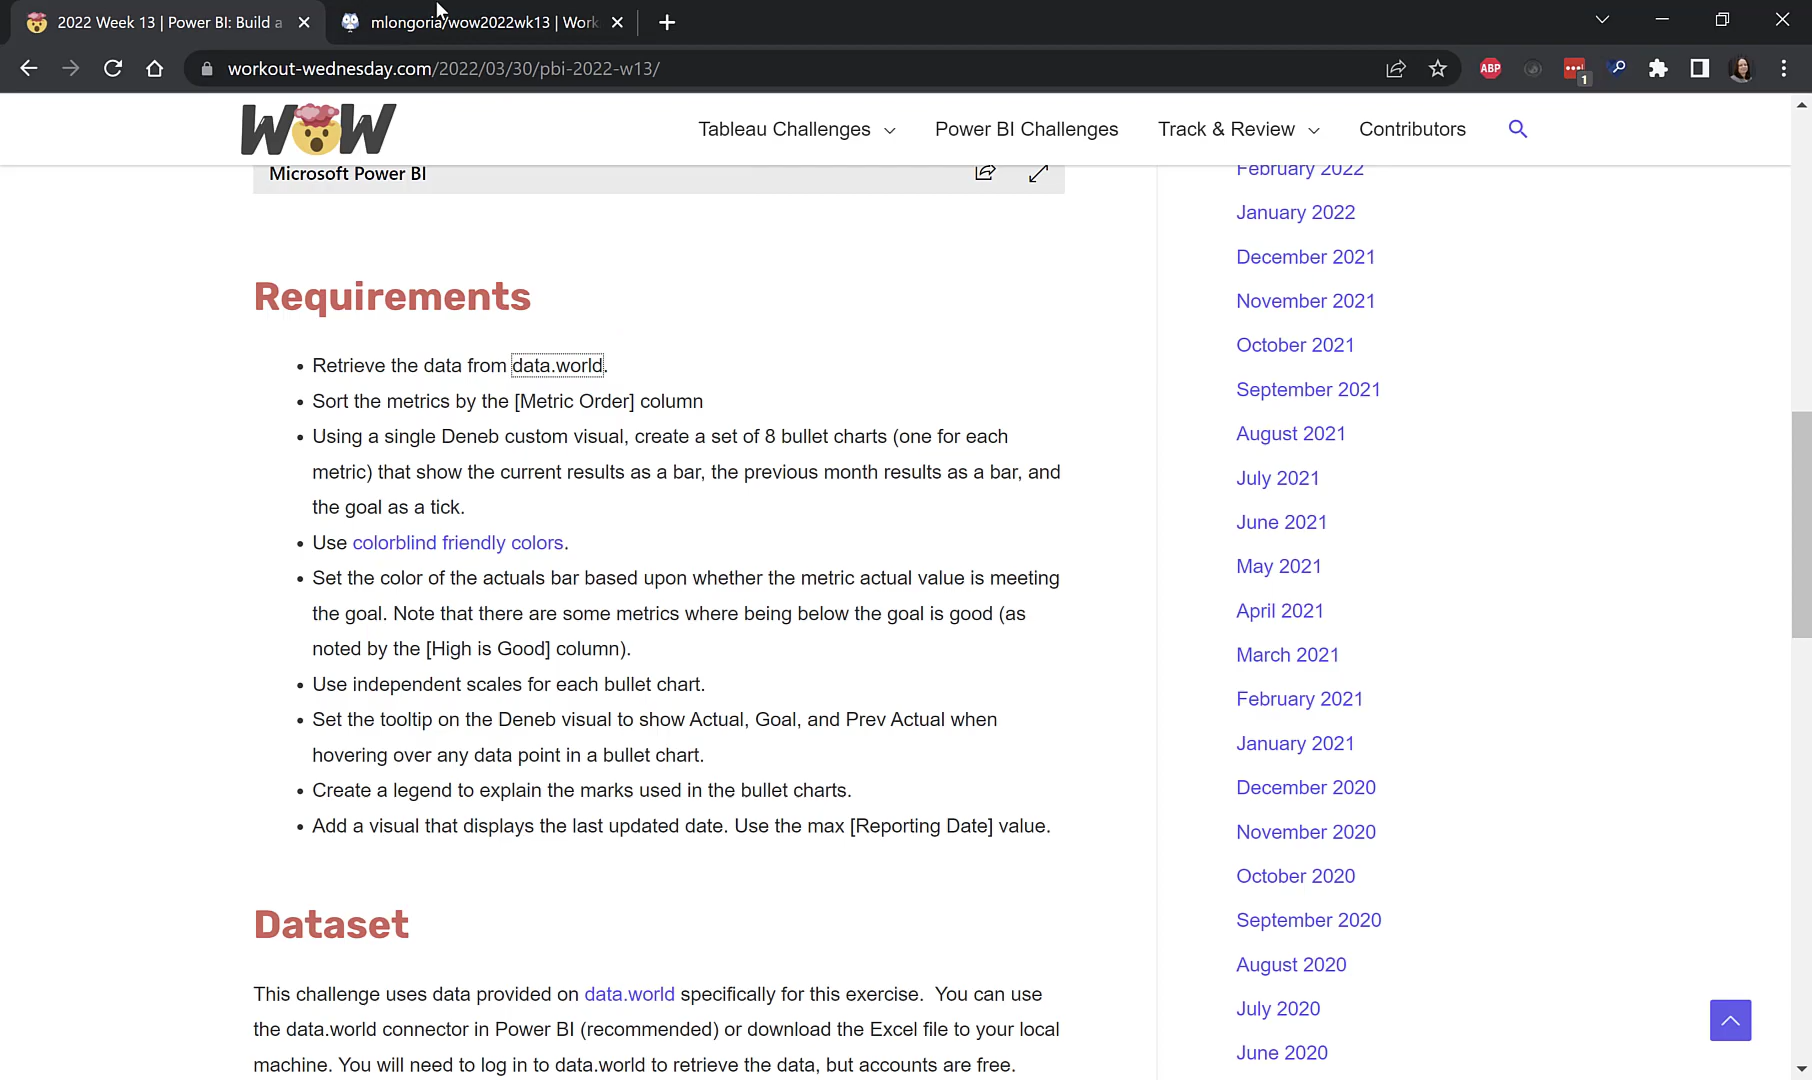 2022 Week 13 | Power BI: Build a
mlongoria/wow2022wk13 | Work
workout-wednesday.com/2022/03/30/pbi-2022-w13/
ABP
1
WOW
Tableau Challenges
Power BI Challenges
Track & Review
Contributors
Microsoft Power BI
Requirements
• Retrieve the data from data.world.
• Sort the metrics by the [Metric Order] column
• Using a single Deneb custom visual, create a set of 8 bullet charts (one for each
metric) that show the current results as a bar, the previous month results as a bar, and
the goal as a tick.
• Use colorblind friendly colors.
• Set the color of the actuals bar based upon whether the metric actual value is meeting
the goal. Note that there are some metrics where being below the goal is good (as
noted by the [High is Good] column).
• Use independent scales for each bullet chart.
• Set the tooltip on the Deneb visual to show Actual, Goal, and Prev Actual when
hovering over any data point in a bullet chart.
• Create a legend to explain the marks used in the bullet charts.
• Add a visual that displays the last updated date. Use the max [Reporting Date] value.
Dataset
This challenge uses data provided on data.world specifically for this exercise. You can use
the data.world connector in Power BI (recommended) or download the Excel file to your local
machine. You will need to log in to data.world to retrieve the data, but accounts are free.
February 2022
January 2022
December 2021
November 2021
October 2021
September 2021
August 2021
July 2021
June 2021
May 2021
April 2021
March 2021
February 2021
January 2021
December 2020
November 2020
October 2020
September 2020
August 2020
July 2020
June 2020